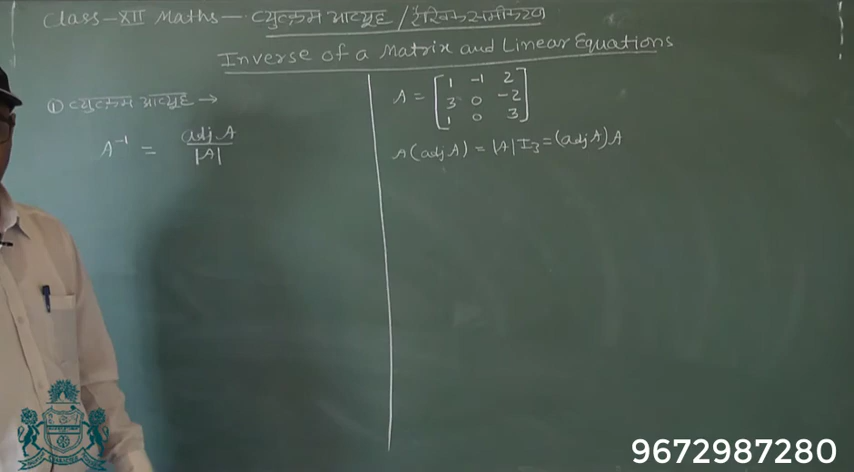 Class-XII Maths- व्युत्क्रम आव्यूह / रैखिक समीकरण
Inverse of a Matrix and Linear Equations
① व्युत्क्रम आव्यूह →
A⁻¹ = adj A / |A|
A = [1 -1 2
3 0 -2
1 0 3]
A(adj A) = |A| I₃ = (adj A) A
9672987280